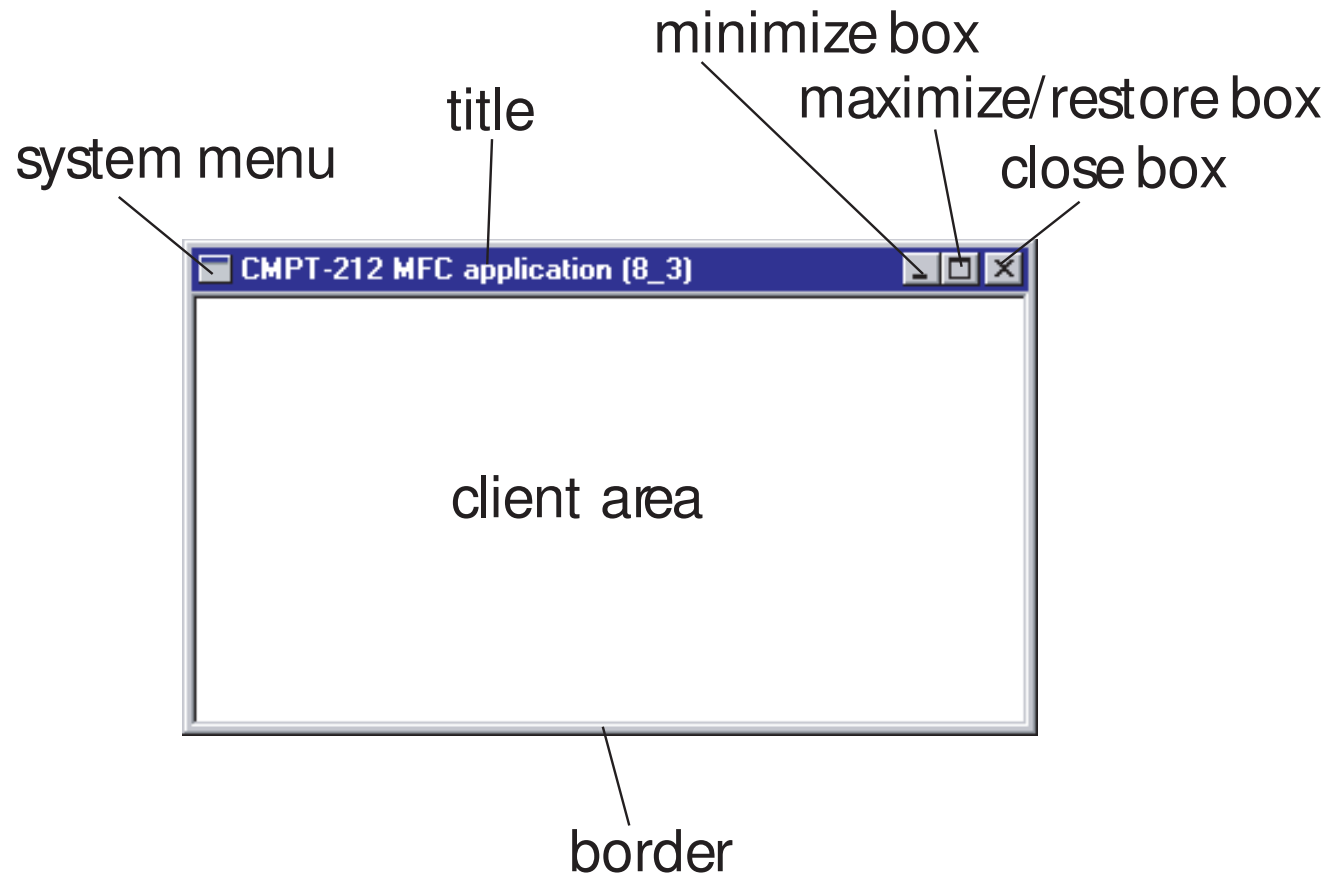 minimize box
maximize/restore box
title
close box
system menu
CMPT-212 MFC application (8_3)
client area
border